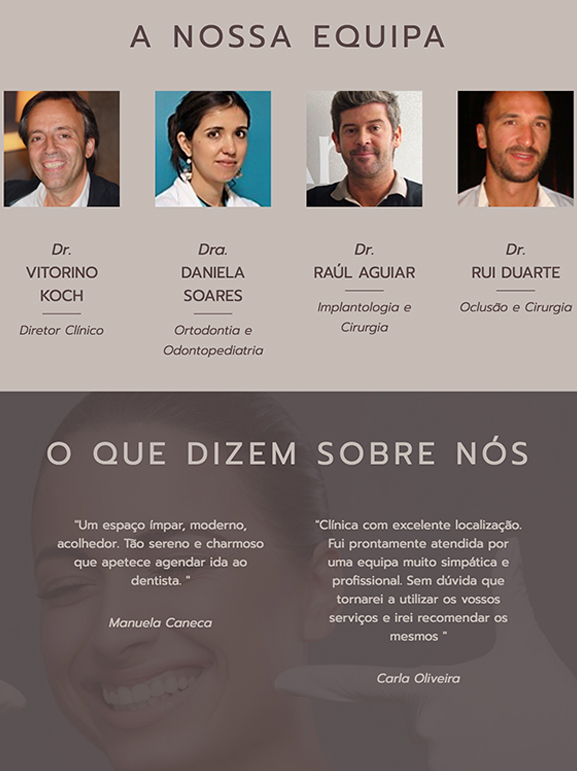 A NOSSA EQUIPA
Dr.
VITORINO
KOCH
Diretor Clínico
Dra.
DANIELA
SOARES
Ortodontia e
Odontopediatria
Dr.
RAÚL AGUIAR
Implantologia e
Cirurgia
Dr.
RUI DUARTE
Oclusão e Cirurgia
O QUE DIZEM SOBRE NÓS
"Um espaço ímpar, moderno,
acolhedor. Tão sereno e charmoso
que apetece agendar ida ao
dentista. "
Manuela Caneca
"Clínica com excelente localização.
Fui prontamente atendida por
uma equipa muito simpática e
profissional. Sem dúvida que
tornarei a utilizar os vossos
serviços e irei recomendar os
mesmos "
Carla Oliveira